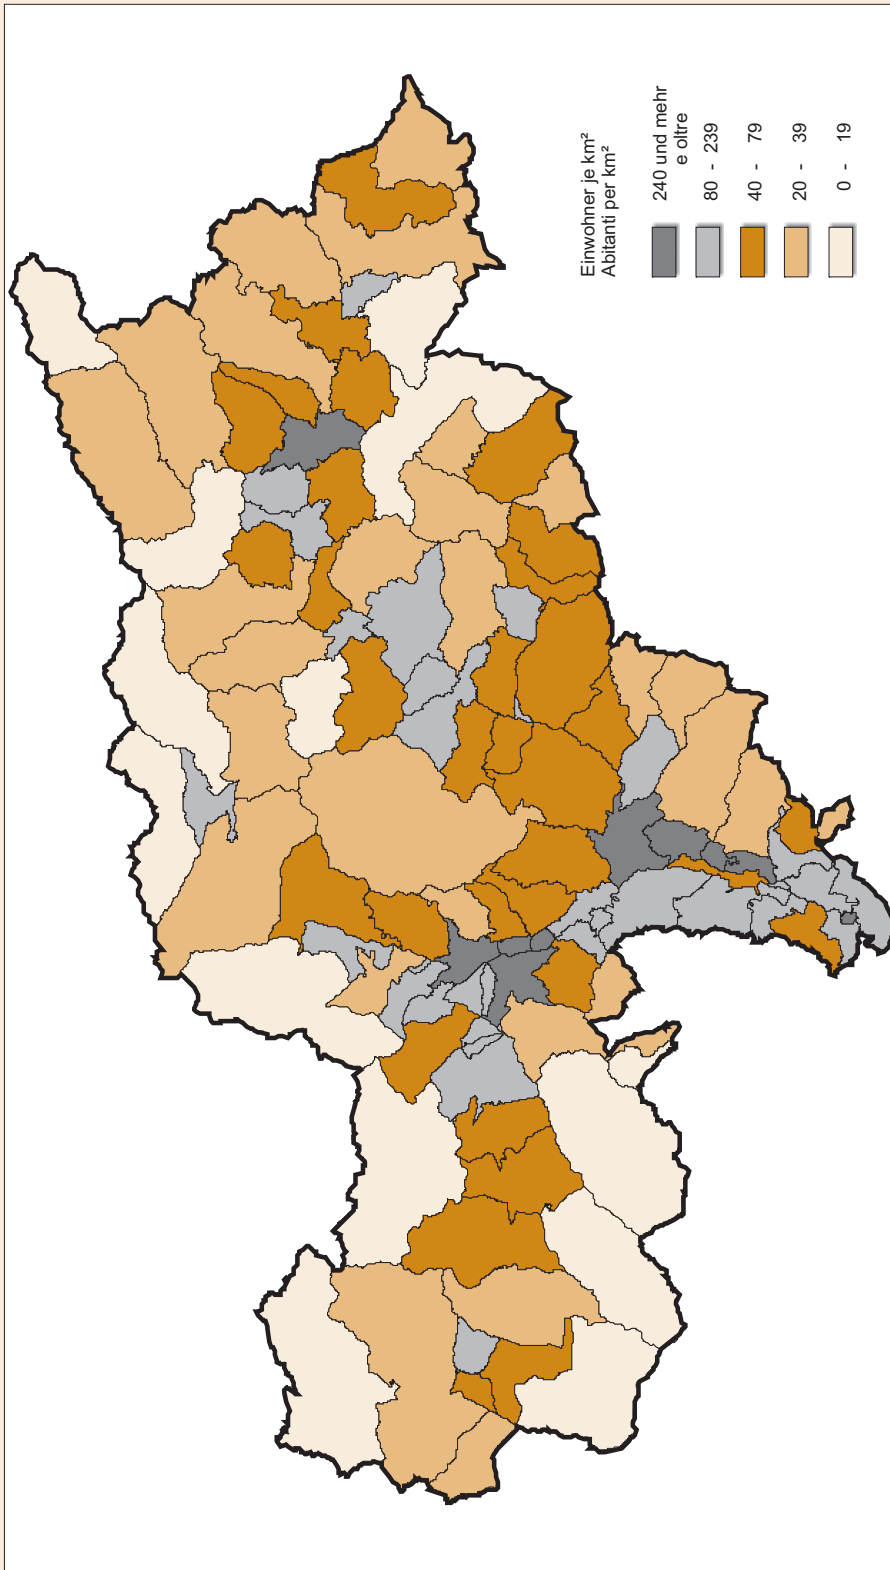 Einwohner je km²
Abitanti per km²
240 und mehr
e oltre
80 - 239
40 - 79
20 - 39
0 - 19